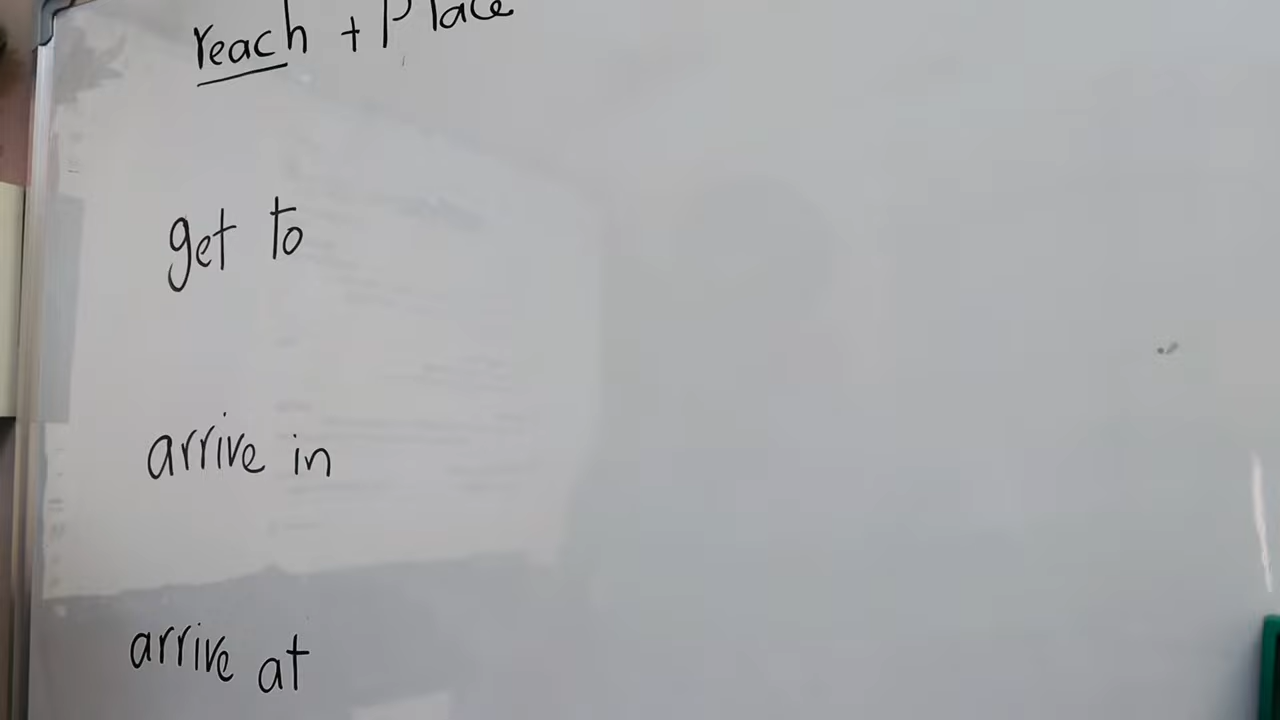 reach + Place
get to
arrive in
arrive at